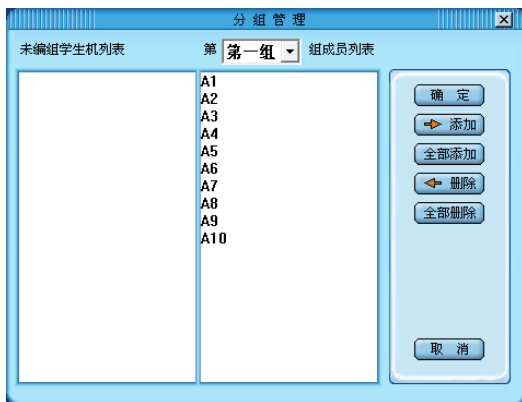 分组管理
未编组学生机列表
第 第一组 组成员列表
A1
A2
A3
A4
A5
A6
A7
A8
A9
A10
确 定
添加
全部添加
删除
全部删除
取 消